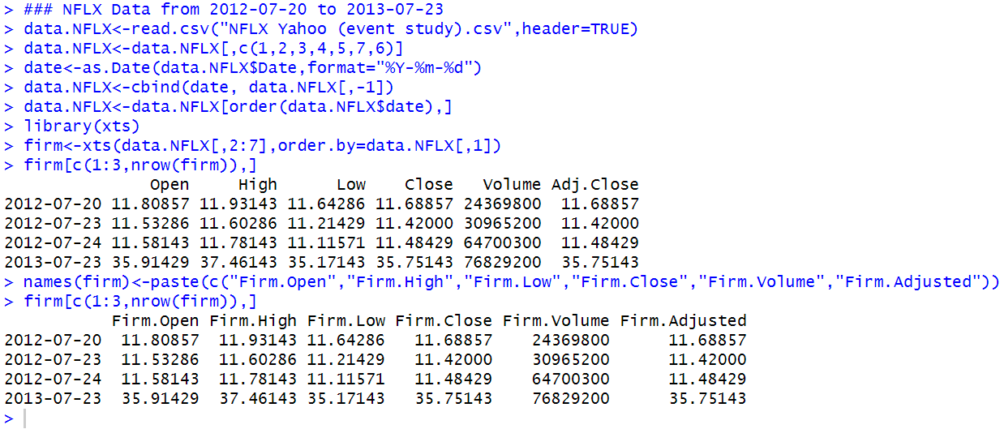 > ### NFLX Data from 2012-07-20 to 2013-07-23
> data.NFLX<-read.csv("NFLX Yahoo (event study).csv",header=TRUE)
> data.NFLX<-data.NFLX[,c(1,2,3,4,5,7,6)]
> date<-as.Date(data.NFLX$Date,format="%Y-%m-%d")
> data.NFLX<-cbind(date, data.NFLX[,-1])
> data.NFLX<-data.NFLX[order(data.NFLX$date),]
> library(xts)
> firm<-xts(data.NFLX[,2:7],order.by=data.NFLX[,1])
> firm[c(1:3,nrow(firm)),]
               Open     High      Low    Close   Volume Adj.Close
2012-07-20 11.80857 11.93143 11.64286 11.68857 24369800  11.68857
2012-07-23 11.53286 11.60286 11.21429 11.42000 30965200  11.42000
2012-07-24 11.58143 11.78143 11.11571 11.48429 64700300  11.48429
2013-07-23 35.91429 37.46143 35.17143 35.75143 76829200  35.75143
> names(firm)<-paste(c("Firm.Open","Firm.High","Firm.Low","Firm.Close","Firm.Volume","Firm.Adjusted"))
> firm[c(1:3,nrow(firm)),]
           Firm.Open Firm.High Firm.Low Firm.Close Firm.Volume Firm.Adjusted
2012-07-20  11.80857  11.93143 11.64286   11.68857    24369800      11.68857
2012-07-23  11.53286  11.60286 11.21429   11.42000    30965200      11.42000
2012-07-24  11.58143  11.78143 11.11571   11.48429    64700300      11.48429
2013-07-23  35.91429  37.46143 35.17143   35.75143    76829200      35.75143
>